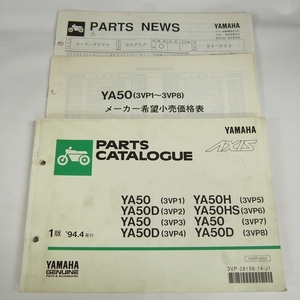 PARTS NEWS
YAMAHA
YA50 (3VP1~3VP8)
メーカー希望小売価格表
PARTS CATALOGUE
YAMAHA
AXIS
YA50 (3VP1) YA50H (3VP5)
YA50D (3VP2) YA50HS (3VP6)
YA50 (3VP3) YA50 (3VP7)
YA50D (3VP4) YA50D (3VP8)
1版 '94.4 発行
YAMAHA
GENUINE
3VP-28198-14-J1